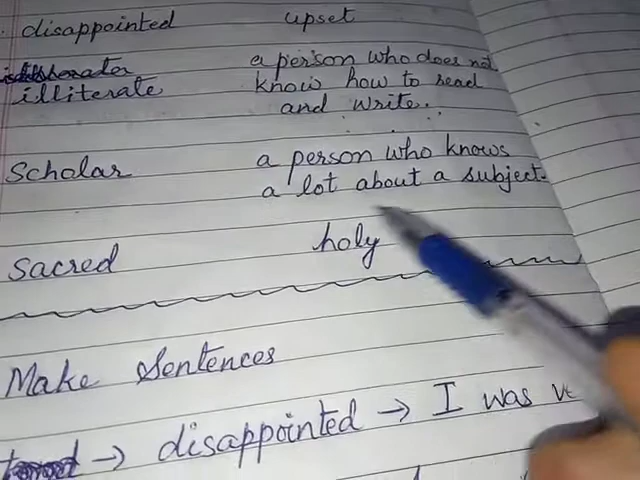 disappointed upset
a person who does not
illiterate know how to read
and write.
Scholar a person who knows
a lot about a subject.
Sacred holy
Make Sentences
→ disappointed → I was